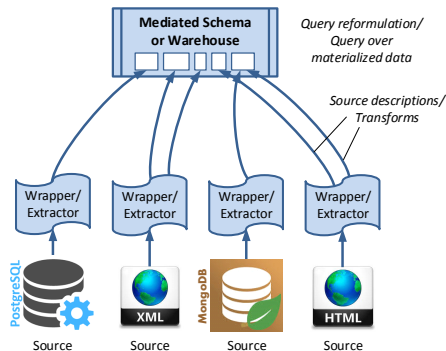 Mediated Schema
or Warehouse
Query reformulation/
Query over
materialized data
Source descriptions/
Transforms
Wrapper/
Extractor
Wrapper/
Extractor
Wrapper/
Extractor
Wrapper/
Extractor
PostgreSQL
XML
MongoDB
HTML
Source
Source
Source
Source